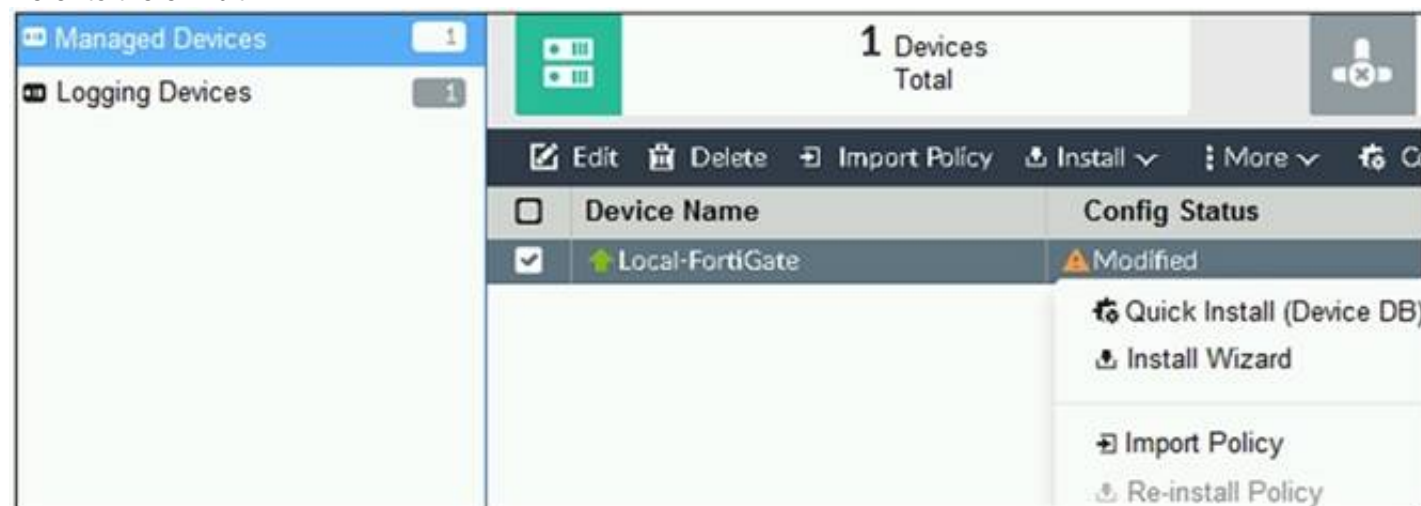 Managed Devices 1
Logging Devices 1
1 Devices
Total
Edit Delete Import Policy Install More
Device Name Config Status
Local-FortiGate Modified
Quick Install (Device DB)
Install Wizard
Import Policy
Re-install Policy